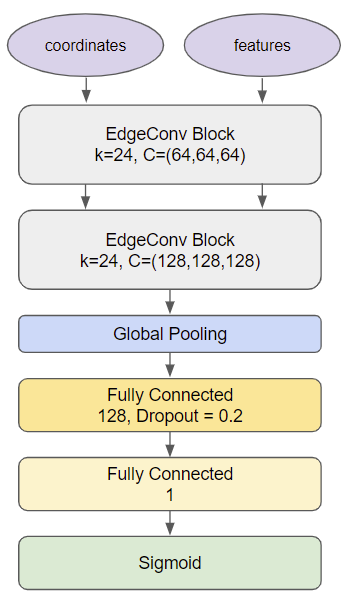 coordinates
features
EdgeConv Block
k=24, C=(64,64,64)
EdgeConv Block
k=24, C=(128,128,128)
Global Pooling
Fully Connected
128, Dropout = 0.2
Fully Connected
1
Sigmoid